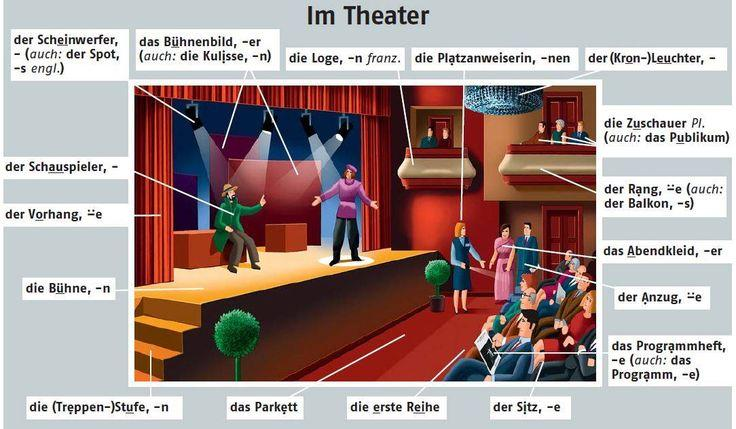 Im Theater
der Scheinwerfer,
– (auch: der Spot,
–s engl.)
das Bühnenbild, –er
(auch: die Kulisse, –n)
die Loge, –n franz.
die Platzanweiserin, –nen
der (Kron-)Leuchter, –
die Zuschauer Pl.
(auch: das Publikum)
der Schauspieler, –
der Rang, ¨–e (auch:
der Balkon, –s)
der Vorhang, ¨–e
das Abendkleid, –er
die Bühne, –n
der Anzug, ¨–e
das Programmheft,
–e (auch: das
Programm, –e)
die (Treppen-)Stufe, –n
das Parkett
die erste Reihe
der Sitz, –e